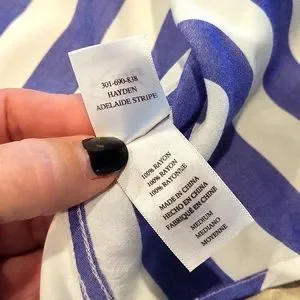 301-690-838
HAYDEN
ADELAIDE STRIPE
100% RAYON
100% RAYON
100% RAYONNE
MADE IN CHINA
HECHO EN CHINA
FABRIQUÉ EN CHINE
MEDIUM
MEDIANO
MOYENNE